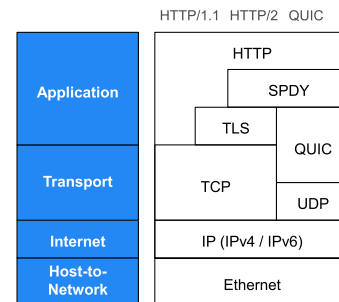 HTTP/1.1 HTTP/2 QUIC
HTTP
Application
SPDY
TLS
QUIC
Transport
TCP
UDP
Internet
IP (IPv4 / IPv6)
Host-to-
Network
Ethernet